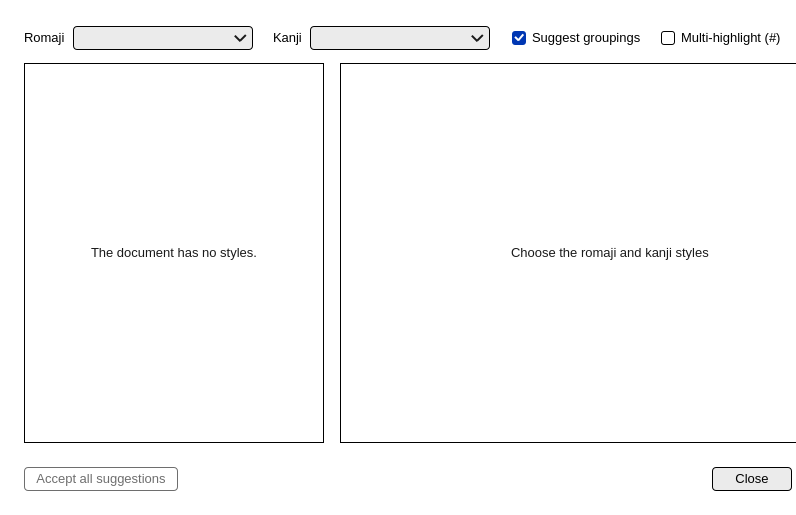 Romaji Kanji Suggest groupings Multi-highlight (#)
The document has no styles. Choose the romaji and kanji styles
Accept all suggestions Close